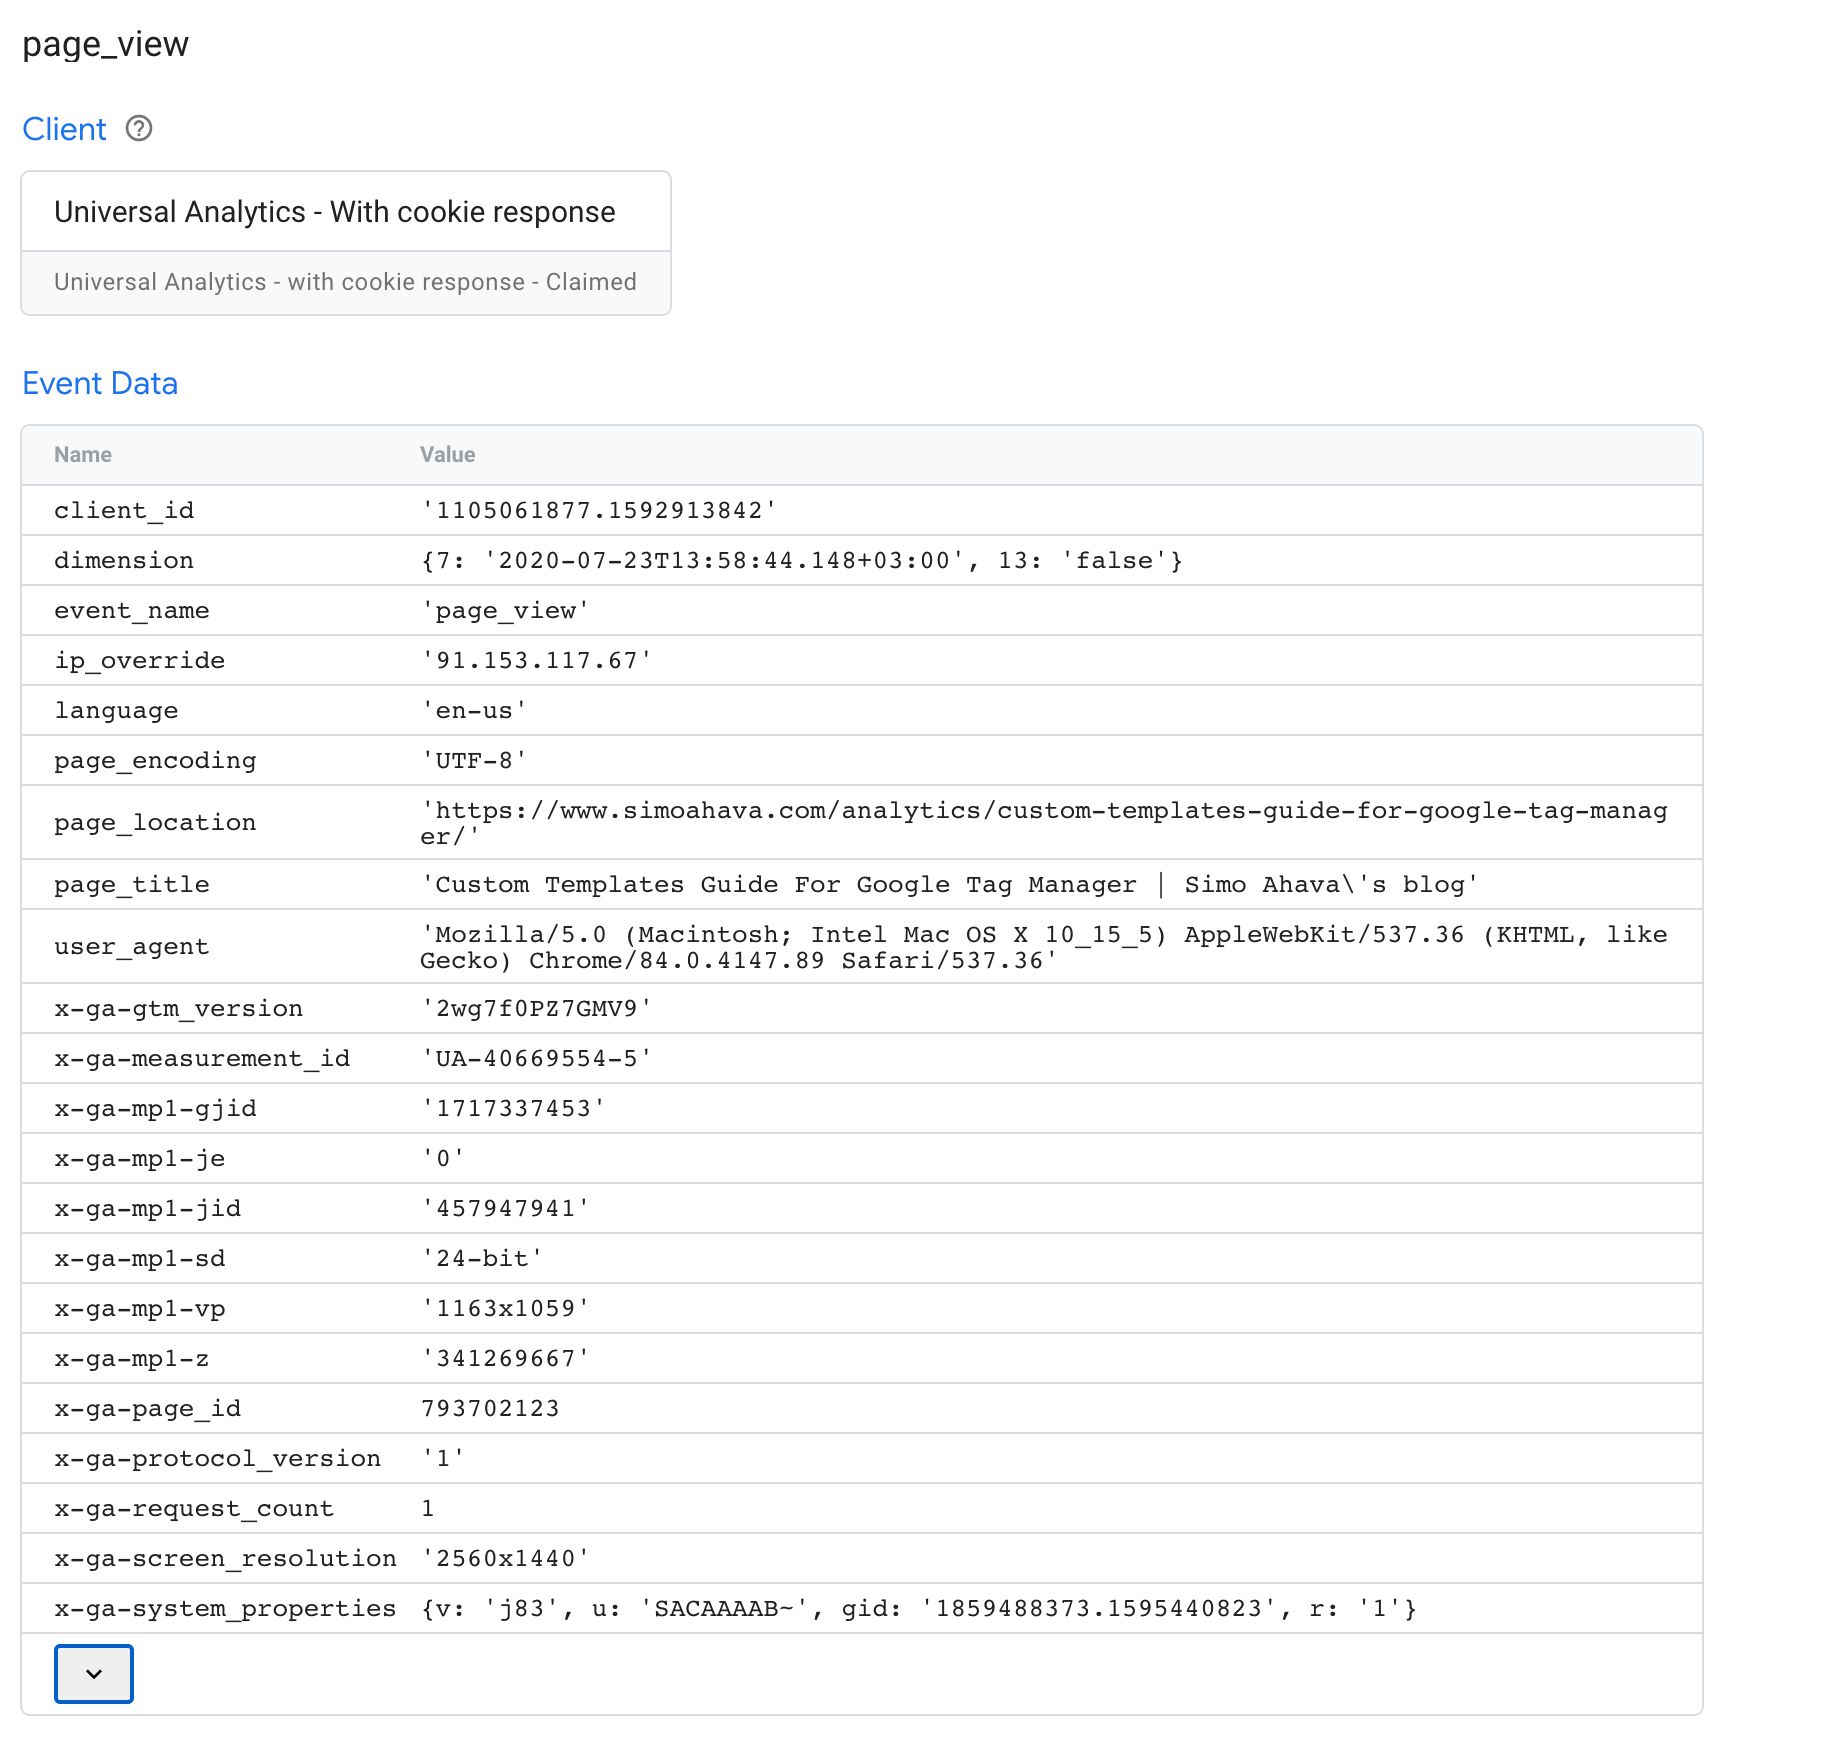 page_view
Client
Universal Analytics - With cookie response
Universal Analytics - with cookie response - Claimed
Event Data
Name Value
client_id '1105061877.1592913842'
dimension {7: '2020-07-23T13:58:44.148+03:00', 13: 'false'}
event_name 'page_view'
ip_override '91.153.117.67'
language 'en-us'
page_encoding 'UTF-8'
page_location 'https://www.simoahava.com/analytics/custom-templates-guide-for-google-tag-manag
er/'
page_title 'Custom Templates Guide For Google Tag Manager | Simo Ahava\'s blog'
user_agent 'Mozilla/5.0 (Macintosh; Intel Mac OS X 10_15_5) AppleWebKit/537.36 (KHTML, like
Gecko) Chrome/84.0.4147.89 Safari/537.36'
x-ga-gtm_version '2wg7f0PZ7GMV9'
x-ga-measurement_id 'UA-40669554-5'
x-ga-mp1-gjid '1717337453'
x-ga-mp1-je '0'
x-ga-mp1-jid '457947941'
x-ga-mp1-sd '24-bit'
x-ga-mp1-vp '1163x1059'
x-ga-mp1-z '341269667'
x-ga-page_id 793702123
x-ga-protocol_version '1'
x-ga-request_count 1
x-ga-screen_resolution '2560x1440'
x-ga-system_properties {v: 'j83', u: 'SACAAAAB~', gid: '1859488373.1595440823', r: '1'}